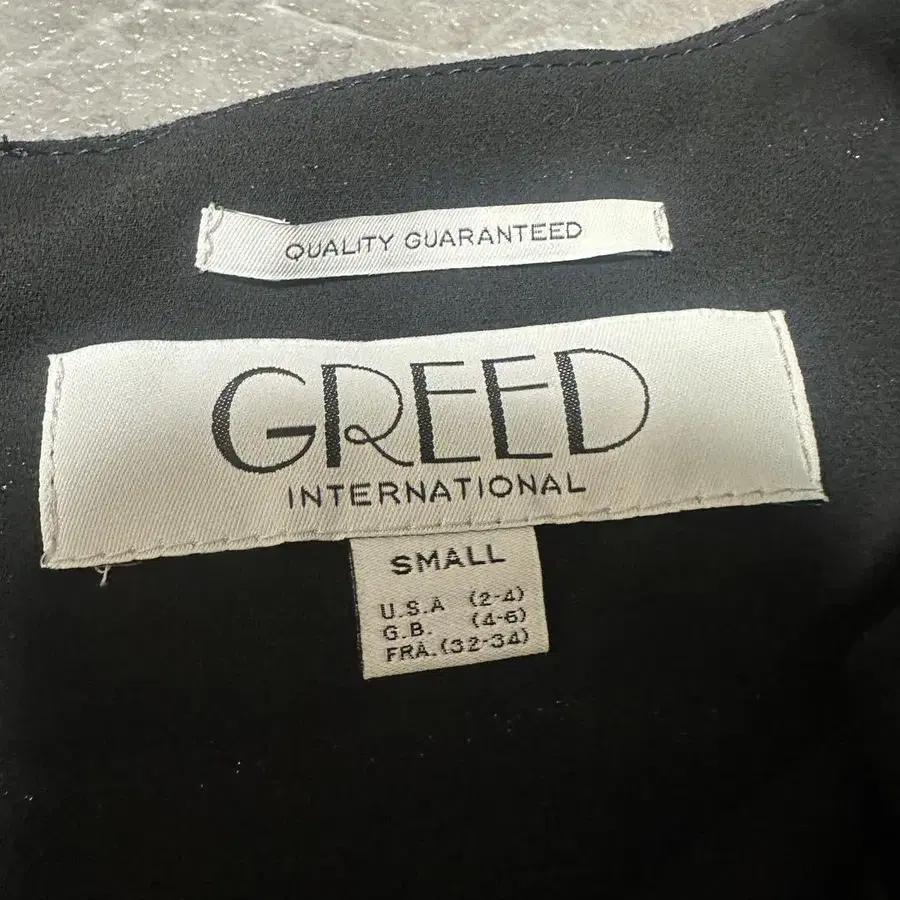 QUALITY GUARANTEED
GREED
INTERNATIONAL
SMALL
U.S.A (2-4)
G.B. (4-6)
FRA. (32-34)